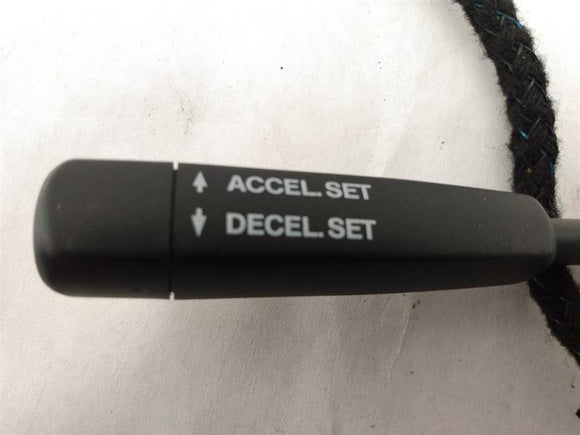 ↑ ACCEL. SET
↓ DECEL. SET